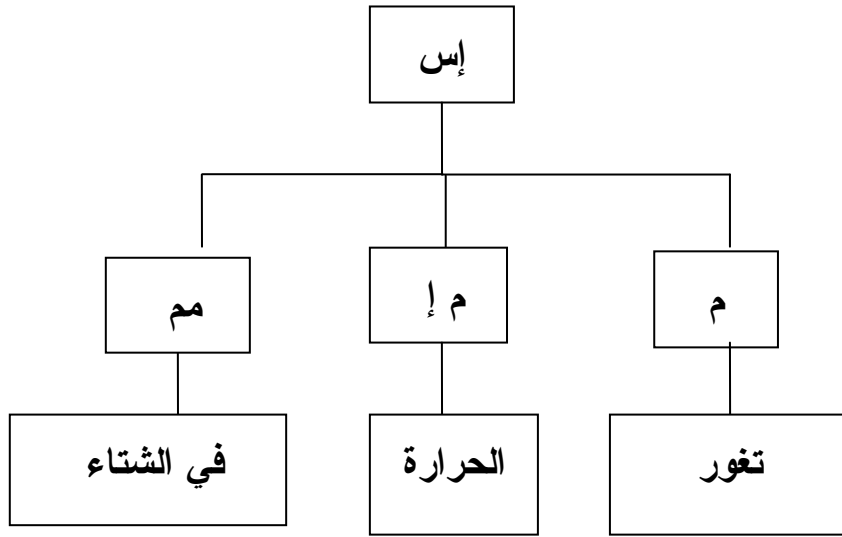 إس
م
م إ
مم
تغور
الحرارة
في الشتاء